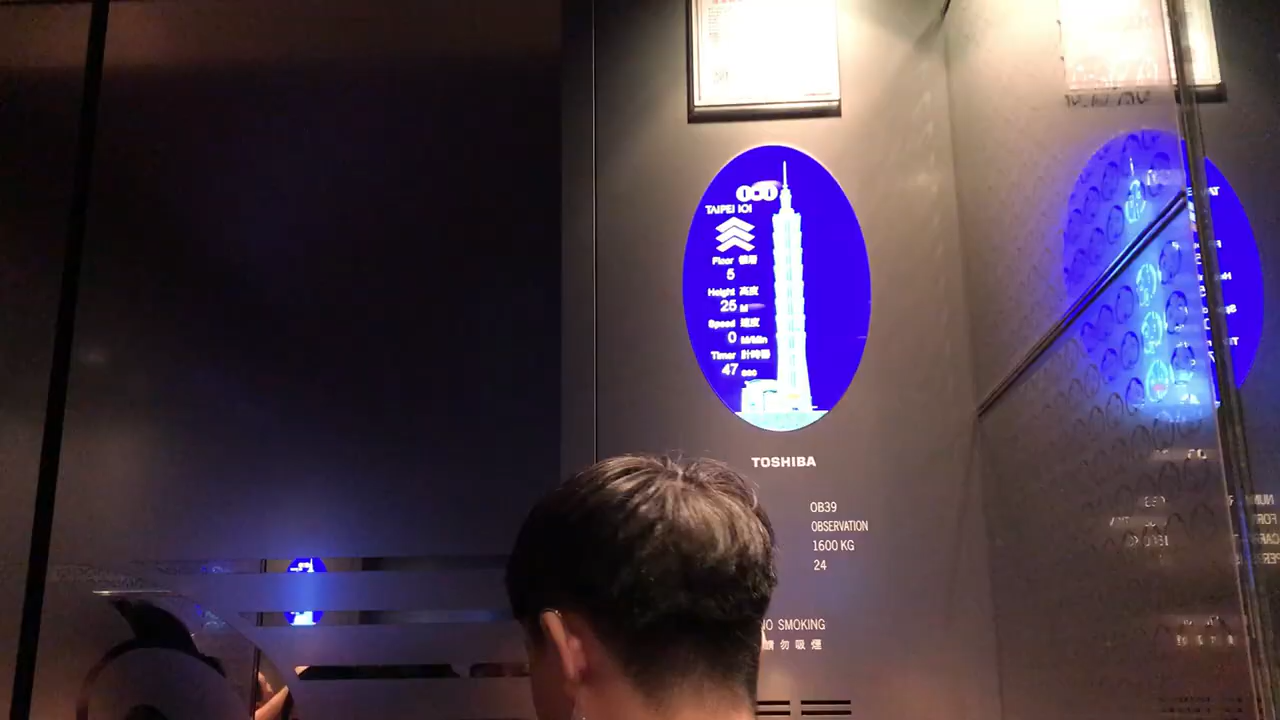 TAIPEI 101
Floor 樓層
5
Height 高度
25 M
Speed 速度
0 M/Min
Timer 計時器
47 sec
TOSHIBA
OB39
OBSERVATION
1600 KG
24
NO SMOKING
請勿吸煙